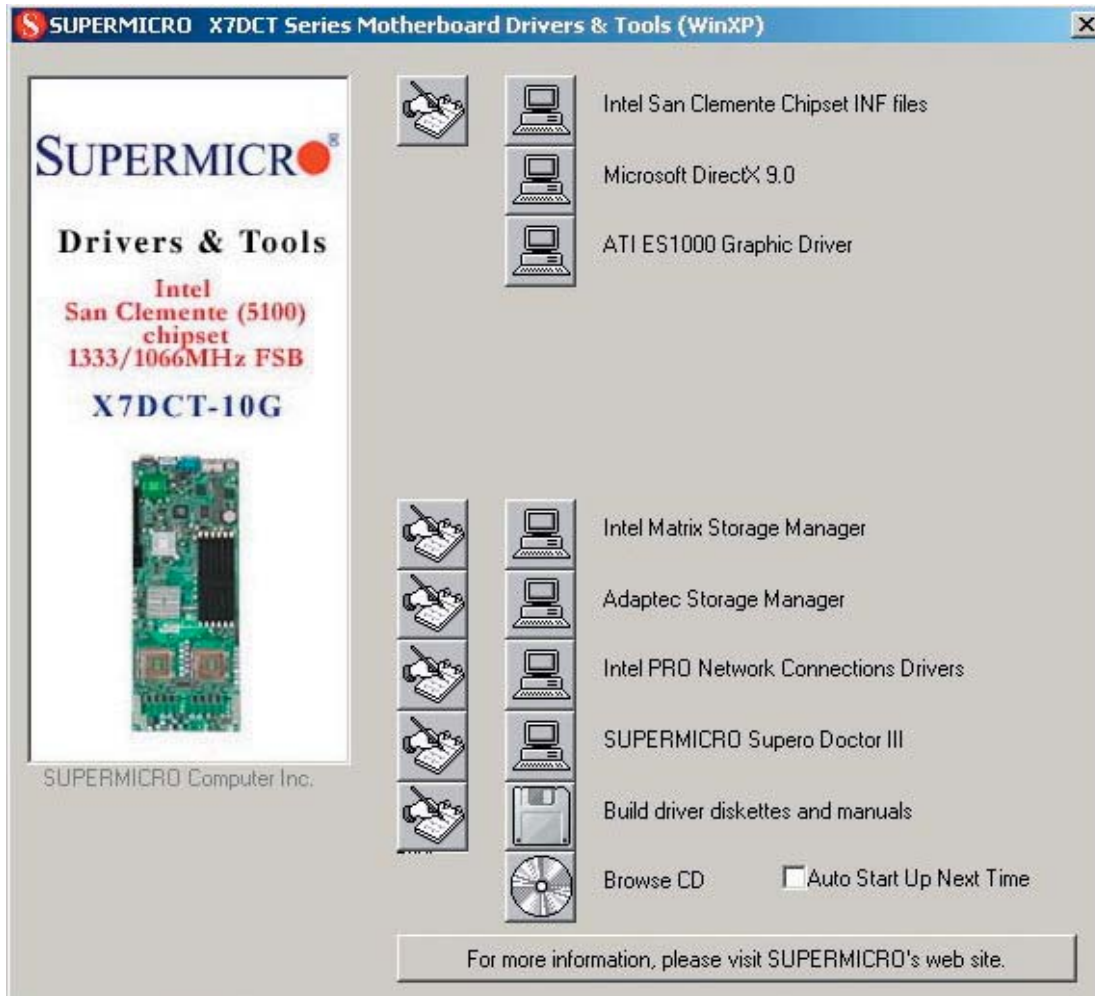 SUPERMICRO X7DCT Series Motherboard Drivers & Tools (WinXP)
SUPERMICRO®
Drivers & Tools
Intel
San Clemente (5100)
chipset
1333/1066MHz FSB
X7DCT-10G
SUPERMICRO Computer Inc.
Intel San Clemente Chipset INF files
Microsoft DirectX 9.0
ATI ES1000 Graphic Driver
Intel Matrix Storage Manager
Adaptec Storage Manager
Intel PRO Network Connections Drivers
SUPERMICRO Supero Doctor III
Build driver diskettes and manuals
Browse CD
Auto Start Up Next Time
For more information, please visit SUPERMICRO's web site.